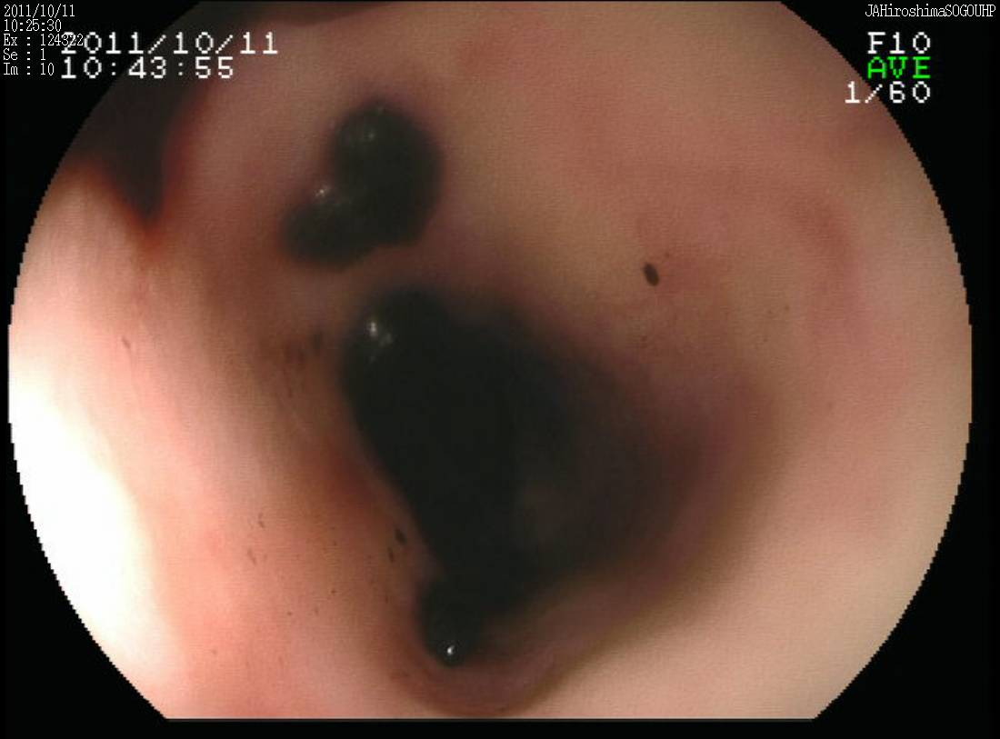 2011/10/11
10:25:30
Ex : 124322
Se : 1
Im : 10
2011/10/11
10:43:55
JAHiroshimaSOGOUHP
F10
AVE
1/60